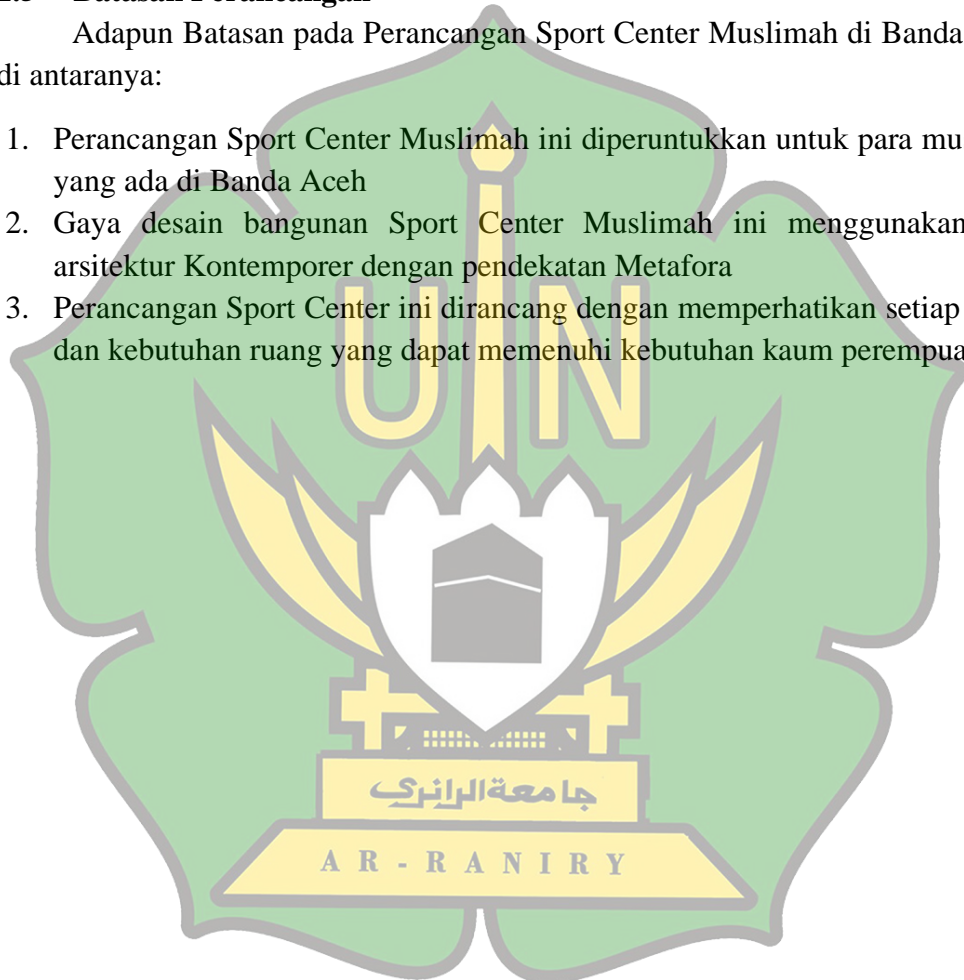 Batasan Perancangan
Adapun Batasan pada Perancangan Sport Center Muslimah di Banda
di antaranya:
1. Perancangan Sport Center Muslimah ini diperuntukkan untuk para mu
yang ada di Banda Aceh
2. Gaya desain bangunan Sport Center Muslimah ini menggunakan
arsitektur Kontemporer dengan pendekatan Metafora
3. Perancangan Sport Center ini dirancang dengan memperhatikan setiap
dan kebutuhan ruang yang dapat memenuhi kebutuhan kaum perempua
UIN
جامعة الرانري
AR-RANIRY